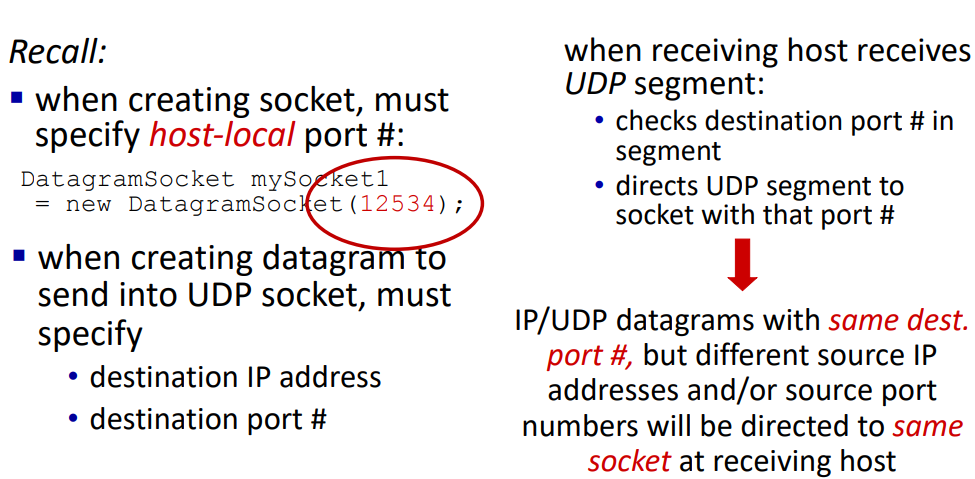 Recall:
▪ when creating socket, must
specify host-local port #:
DatagramSocket mySocket1
= new DatagramSocket(12534);
▪ when creating datagram to
send into UDP socket, must
specify
• destination IP address
• destination port #
when receiving host receives
UDP segment:
• checks destination port # in
segment
• directs UDP segment to
socket with that port #
IP/UDP datagrams with same dest.
port #, but different source IP
addresses and/or source port
numbers will be directed to same
socket at receiving host